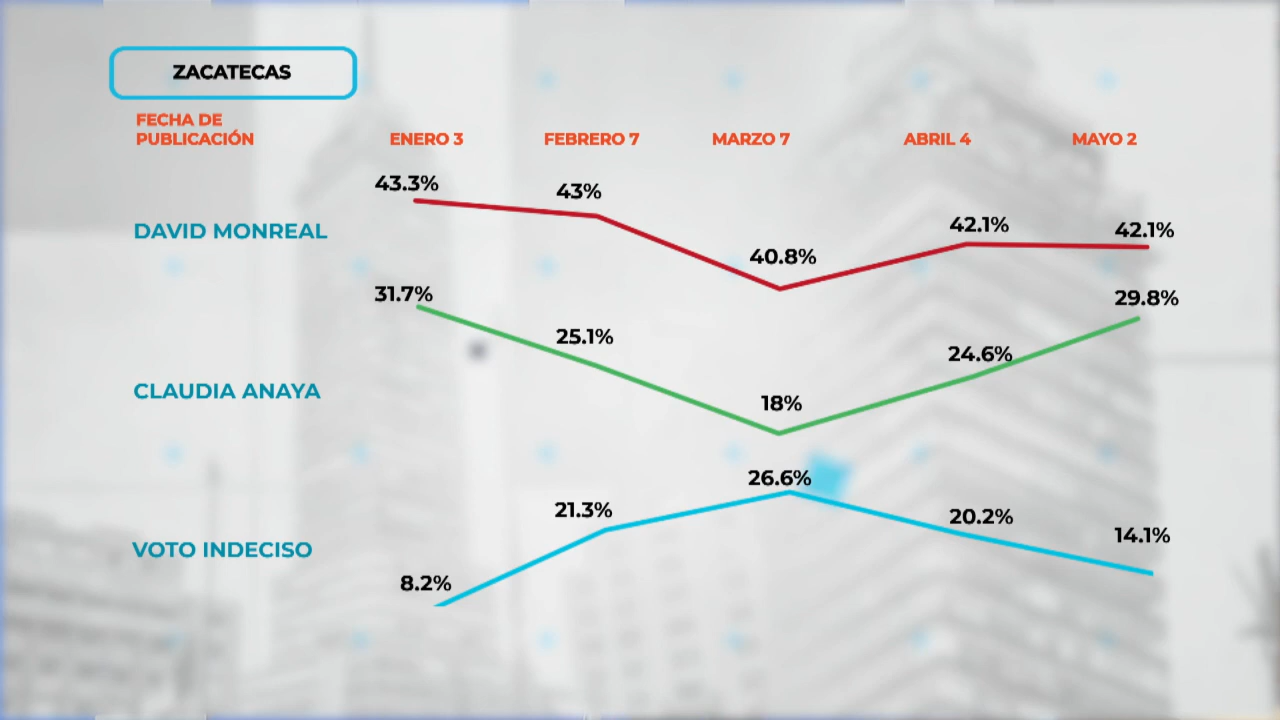 ZACATECAS
FECHA DE
PUBLICACIÓN
ENERO 3 FEBRERO 7 MARZO 7 ABRIL 4 MAYO 2
DAVID MONREAL
43.3% 43% 40.8% 42.1% 42.1%
CLAUDIA ANAYA
31.7% 25.1% 18% 24.6% 29.8%
VOTO INDECISO
8.2% 21.3% 26.6% 20.2% 14.1%